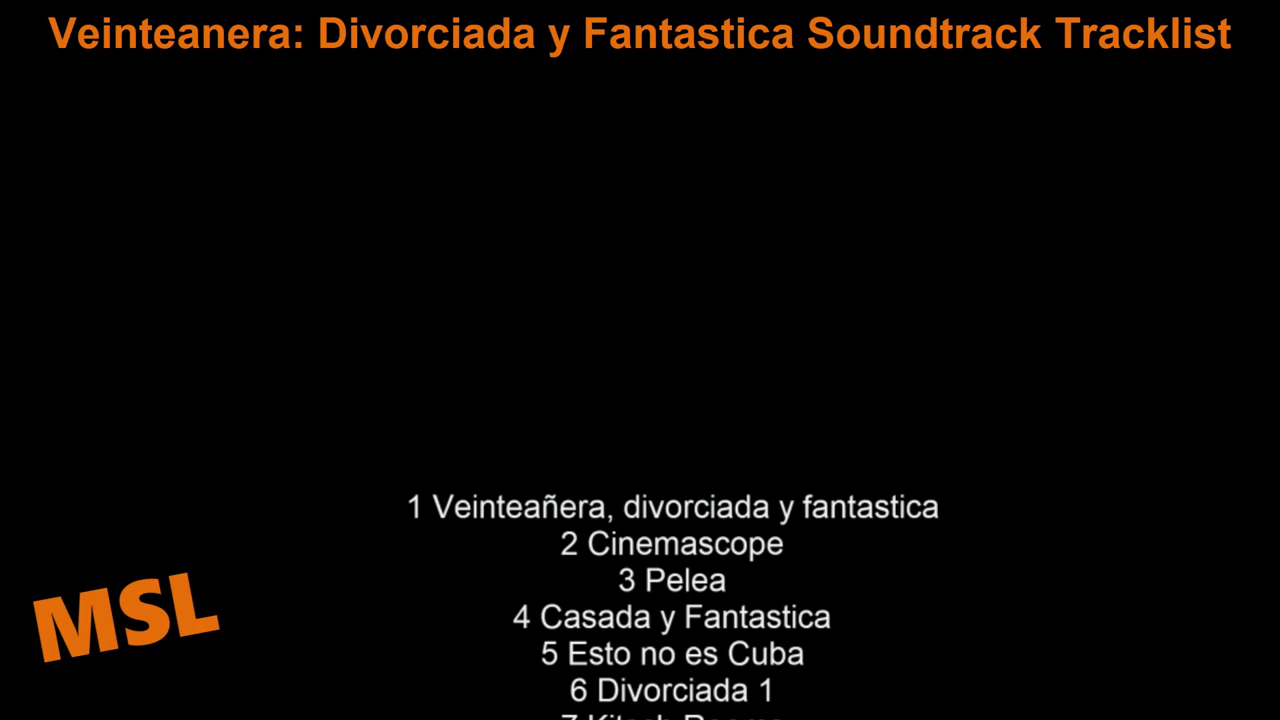 Veinteanera: Divorciada y Fantastica Soundtrack Tracklist
1 Veinteañera, divorciada y fantastica
2 Cinemascope
3 Pelea
4 Casada y Fantastica
5 Esto no es Cuba
6 Divorciada 1
MSL